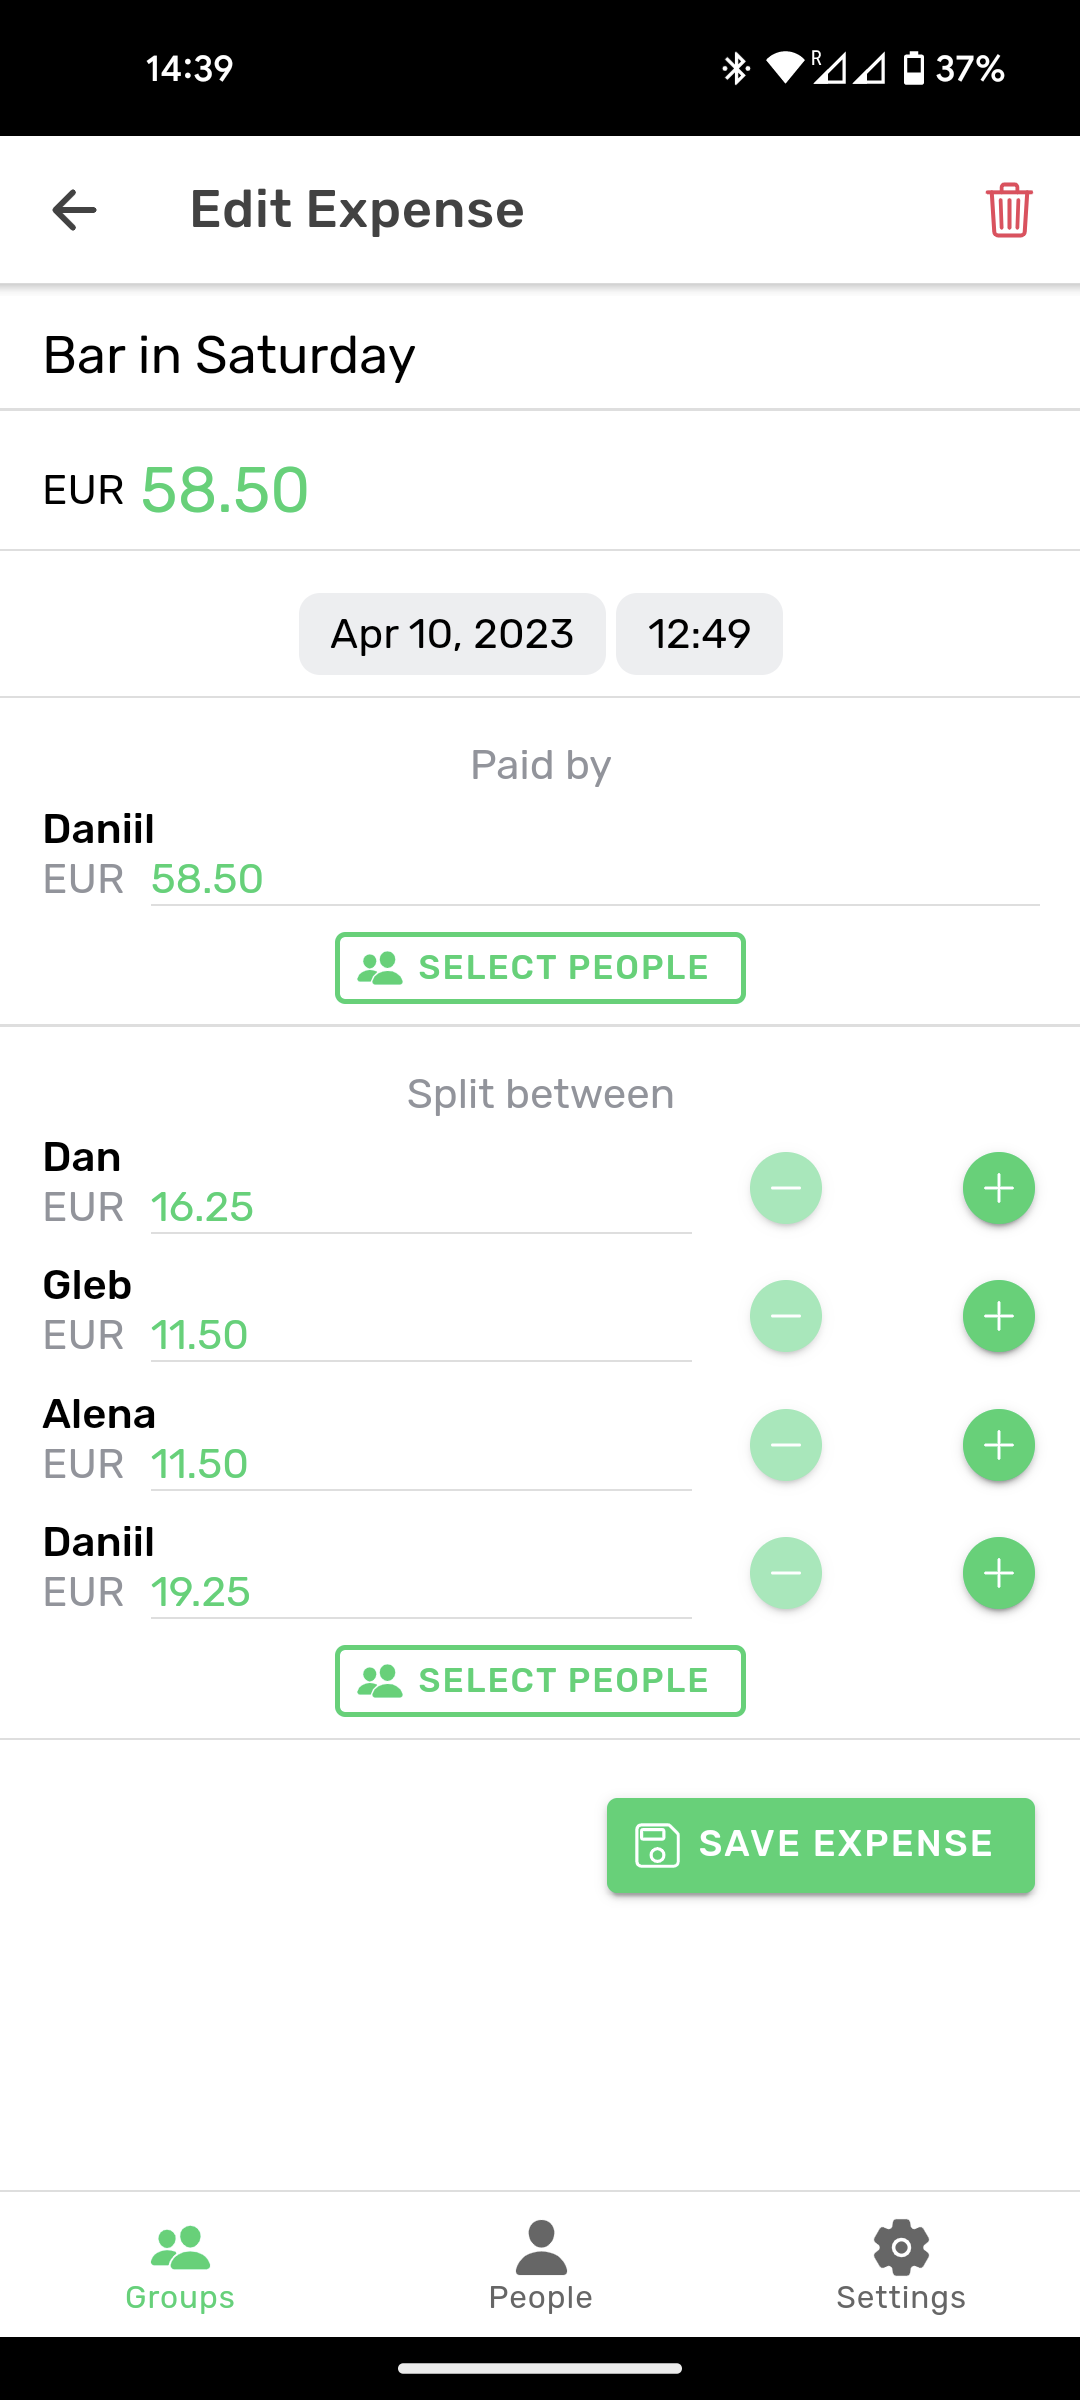 14:39
R 37%
Edit Expense
Bar in Saturday
EUR 58.50
Apr 10, 2023 12:49
Paid by
Daniil
EUR 58.50
SELECT PEOPLE
Split between
Dan
EUR 16.25
Gleb
EUR 11.50
Alena
EUR 11.50
Daniil
EUR 19.25
SELECT PEOPLE
SAVE EXPENSE
Groups People Settings